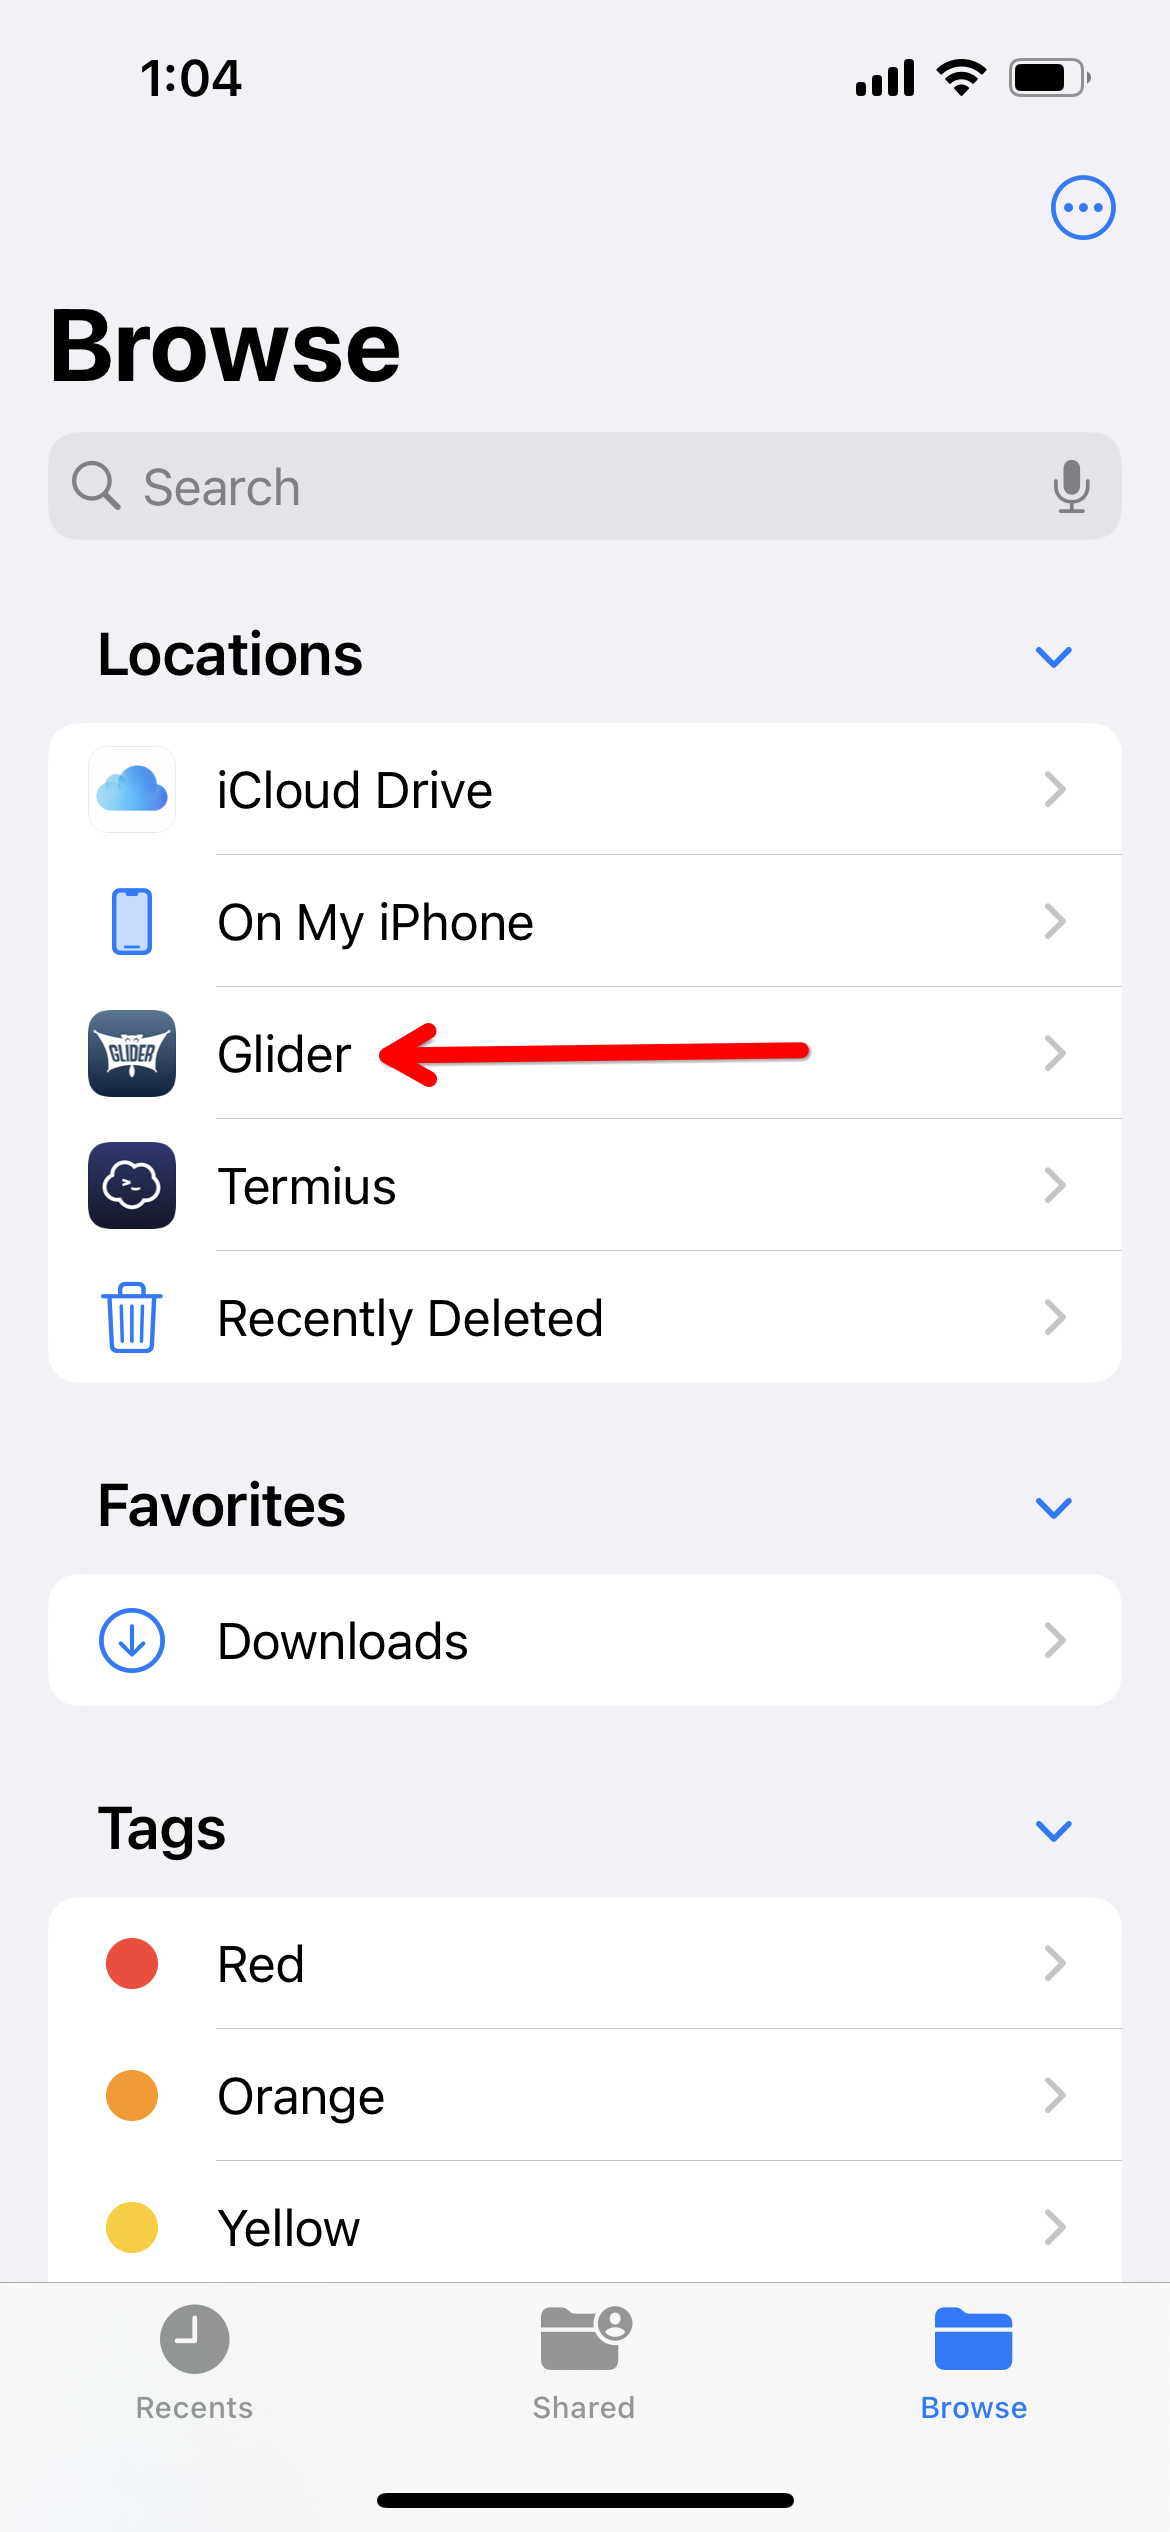 1:04
Browse
Search
Locations
iCloud Drive
On My iPhone
GLIDER
Glider
Termius
Recently Deleted
Favorites
Downloads
Tags
Red
Orange
Yellow
Recents
Shared
Browse